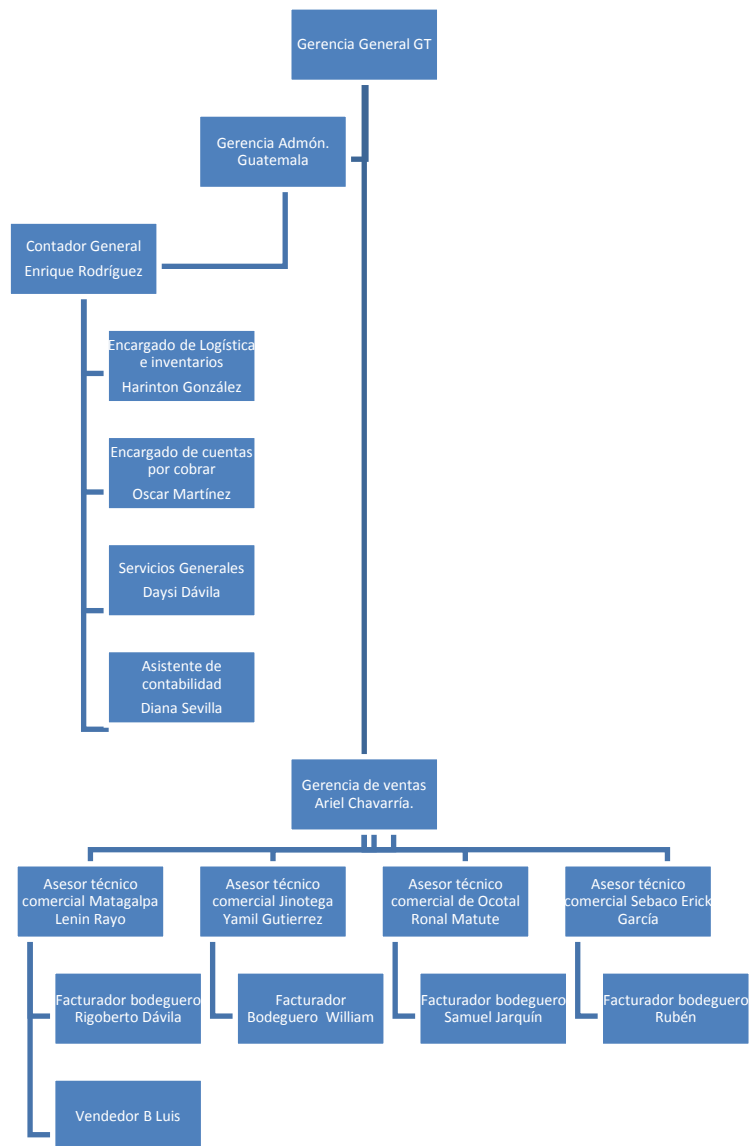 Gerencia General GT
Gerencia Admón.
Guatemala
Contador General
Enrique Rodríguez
Encargado de Logística
e inventarios
Harinton González
Encargado de cuentas
por cobrar
Oscar Martínez
Servicios Generales
Daysi Dávila
Asistente de
contabilidad
Diana Sevilla
Gerencia de ventas
Ariel Chavarría.
Asesor técnico
comercial Matagalpa
Lenin Rayo
Asesor técnico
comercial Jinotega
Yamil Gutierrez
Asesor técnico
comercial de Ocotal
Ronal Matute
Asesor técnico
comercial Sebaco Erick
García
Facturador bodeguero
Rigoberto Dávila
Facturador
Bodeguero William
Facturador bodeguero
Samuel Jarquín
Facturador bodeguero
Rubén
Vendedor B Luis